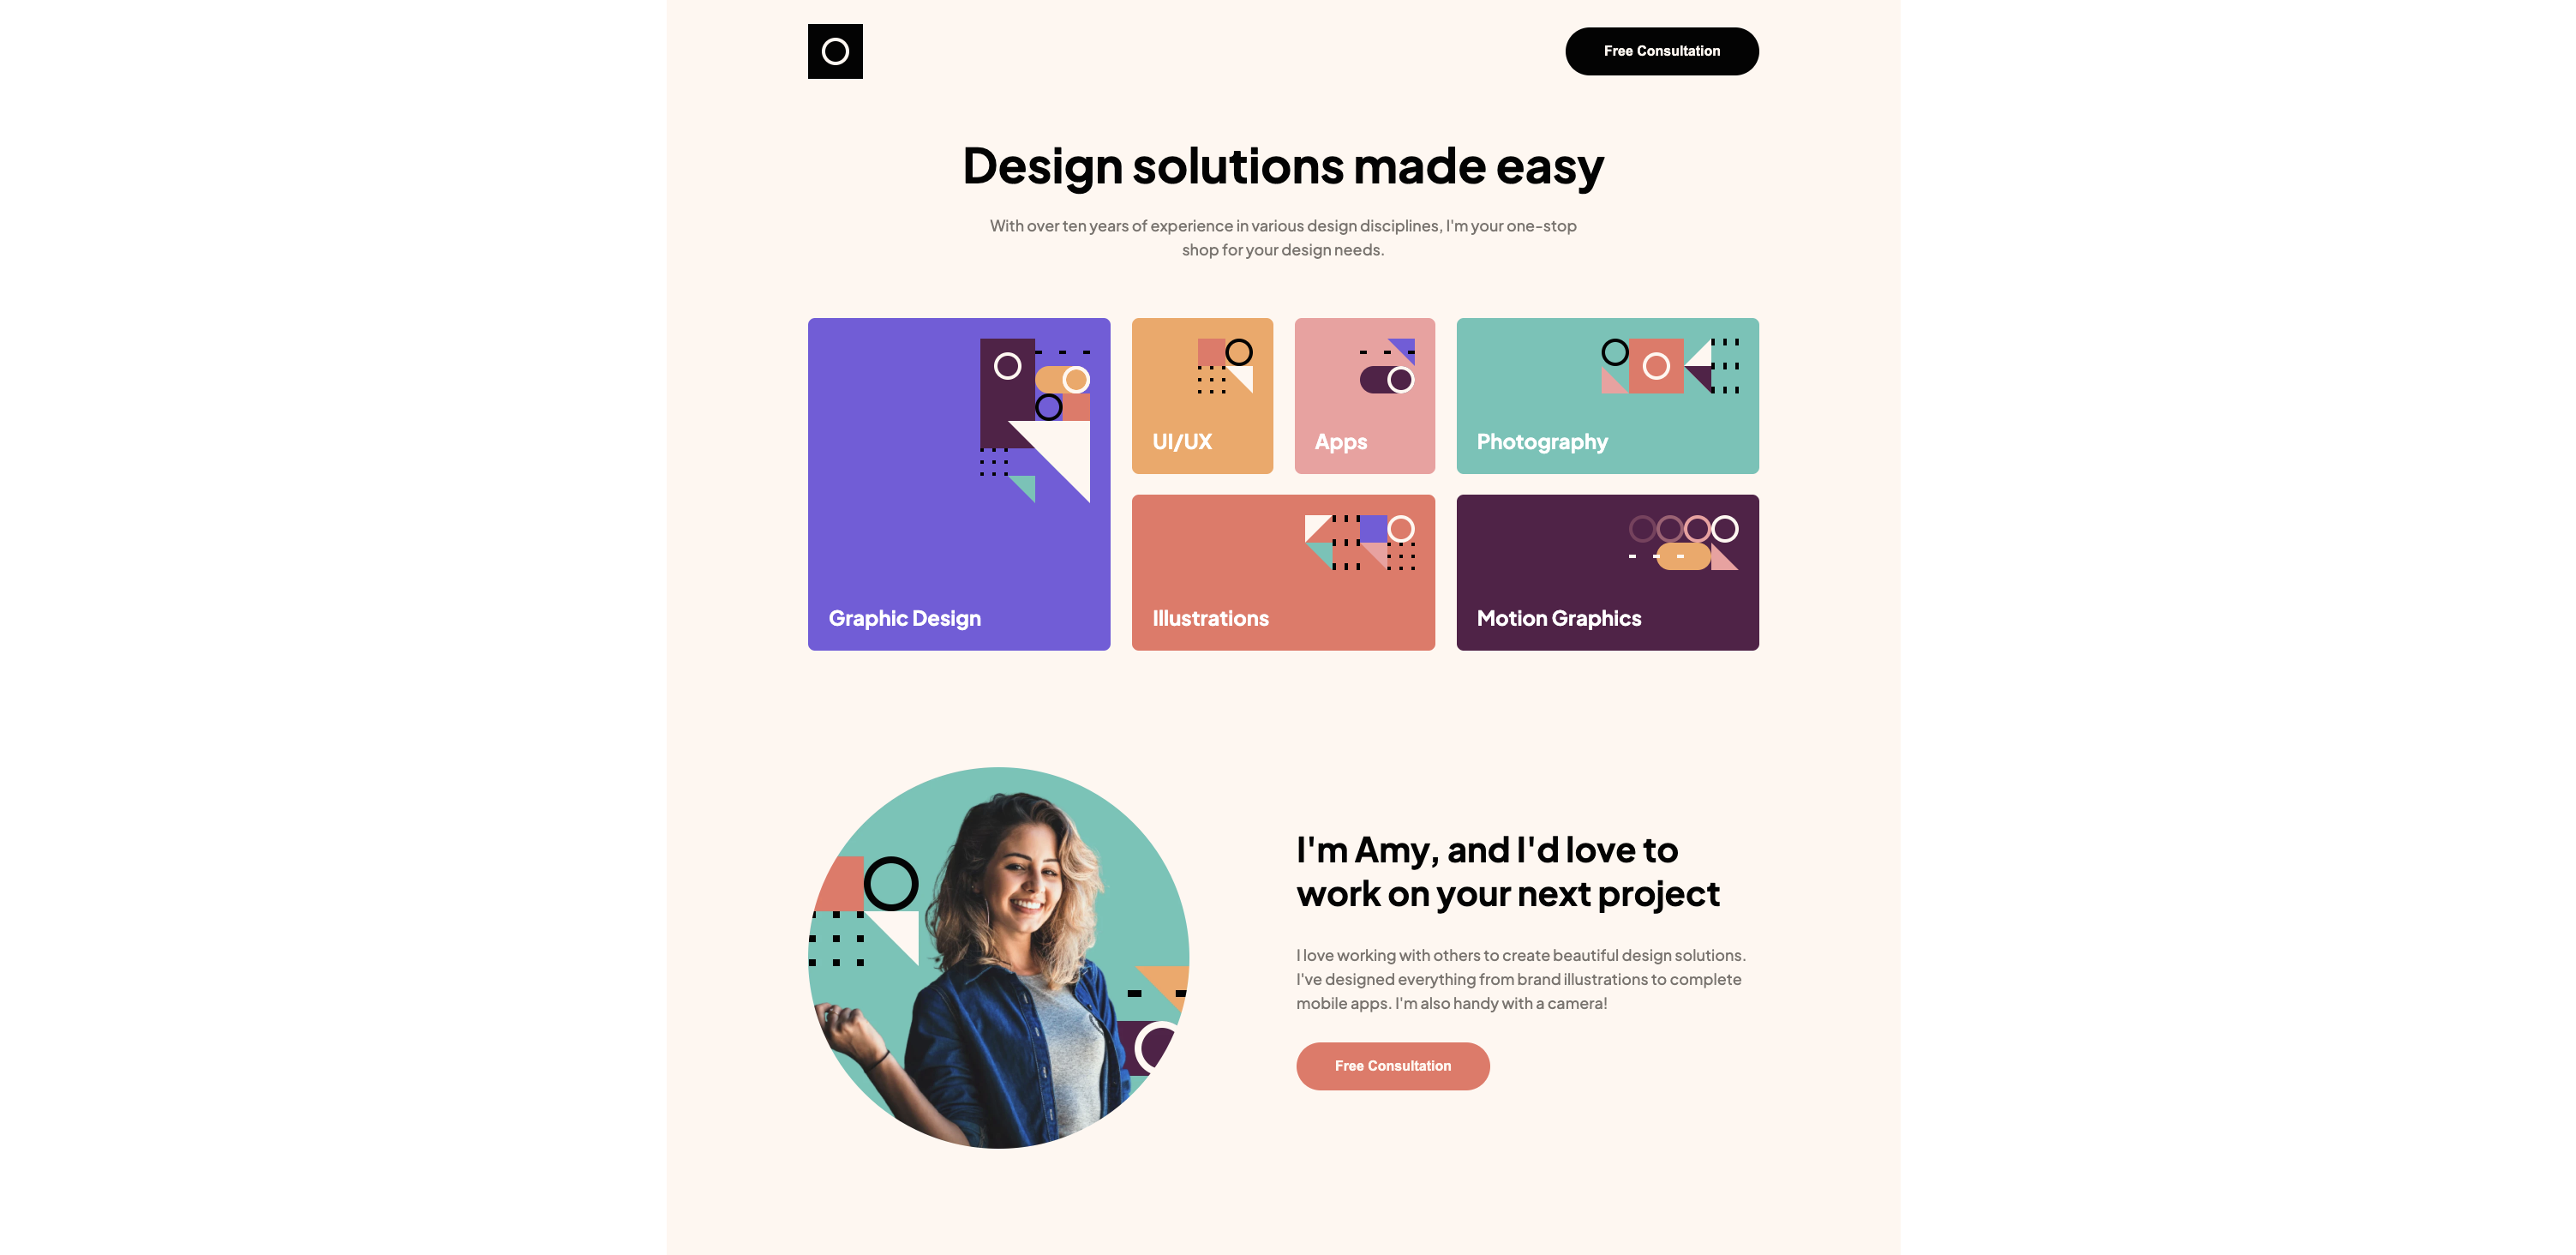 Free Consultation
Design solutions made easy
With over ten years of experience in various design disciplines, I'm your one-stop
shop for your design needs.
UI/UX
Apps
Photography
Graphic Design
Illustrations
Motion Graphics
I'm Amy, and I'd love to
work on your next project
I love working with others to create beautiful design solutions.
I've designed everything from brand illustrations to complete
mobile apps. I'm also handy with a camera!
Free Consultation